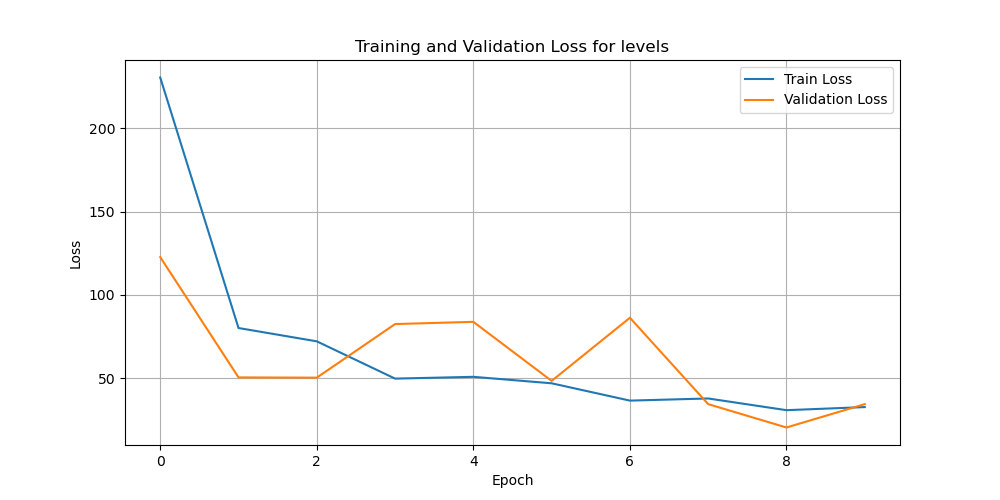 Training and Validation Loss for levels
Train Loss
Validation Loss
200
150
100
50
Loss
0 2 4 6 8
Epoch